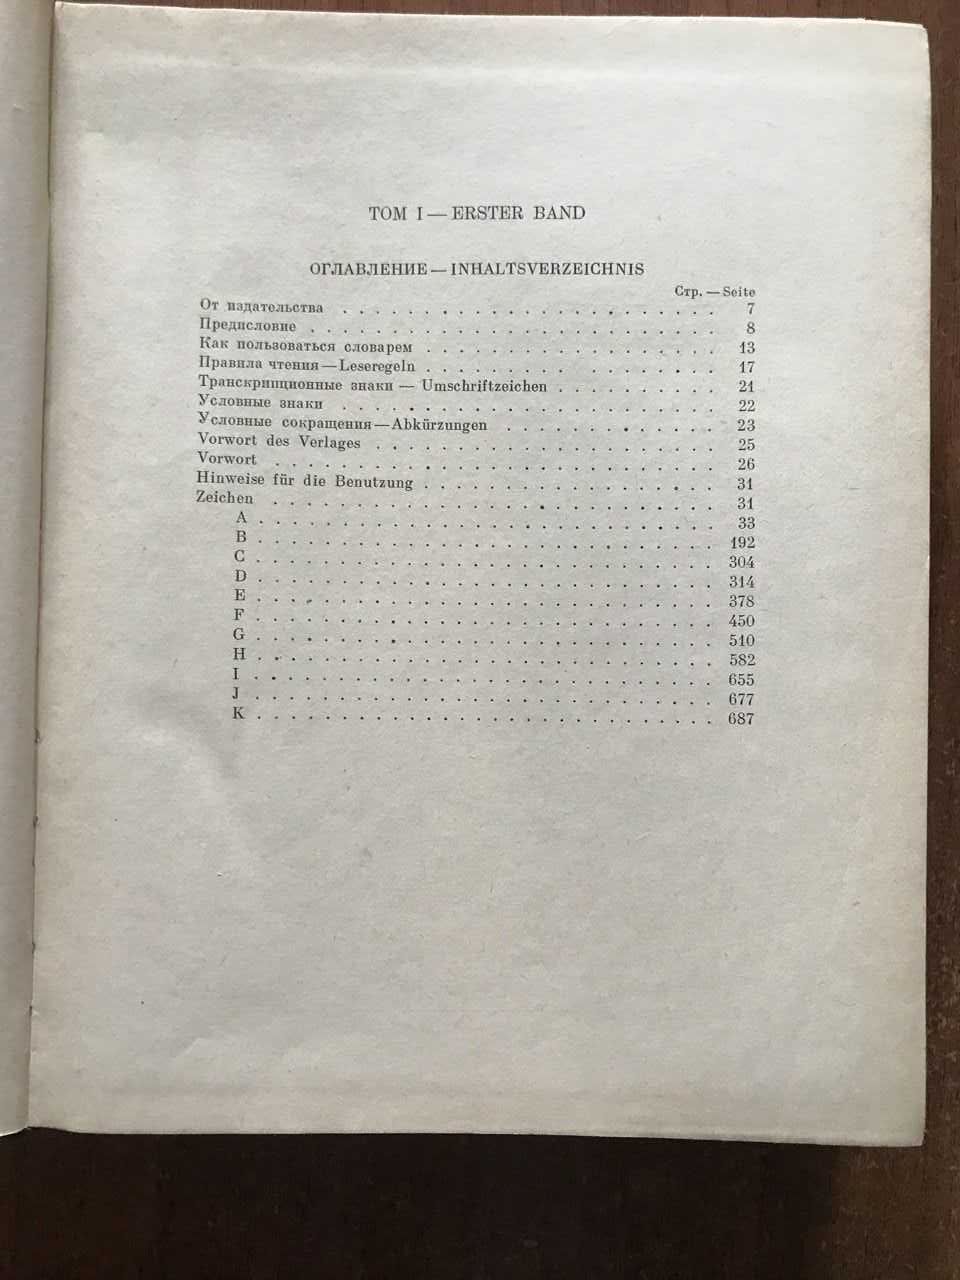 ТОМ I — ERSTER BAND
ОГЛАВЛЕНИЕ — INHALTSVERZEICHNIS
Стр. — Seite
От издательства . . . . . . . . . . . . . . 7
Предисловие . . . . . . . . . . . . . . 8
Как пользоваться словарем . . . . . . . . . . . . 13
Правила чтения — Leseregeln . . . . . . . . . . . 17
Транскрипционные знаки — Umschriftzeichen . . . . . . . 21
Условные знаки . . . . . . . . . . . . . . 22
Условные сокращения — Abkürzungen . . . . . . . . 23
Vorwort des Verlages . . . . . . . . . . . . . 25
Vorwort . . . . . . . . . . . . . . . . 26
Hinweise für die Benutzung . . . . . . . . . . . 31
Zeichen . . . . . . . . . . . . . . . . 31
A . . . . . . . . . . . . . . . . . 33
B . . . . . . . . . . . . . . . . . 192
C . . . . . . . . . . . . . . . . . 304
D . . . . . . . . . . . . . . . . . 314
E . . . . . . . . . . . . . . . . . 378
F . . . . . . . . . . . . . . . . . 450
G . . . . . . . . . . . . . . . . . 510
H . . . . . . . . . . . . . . . . . 582
I . . . . . . . . . . . . . . . . . 655
J . . . . . . . . . . . . . . . . . 677
K . . . . . . . . . . . . . . . . . 687